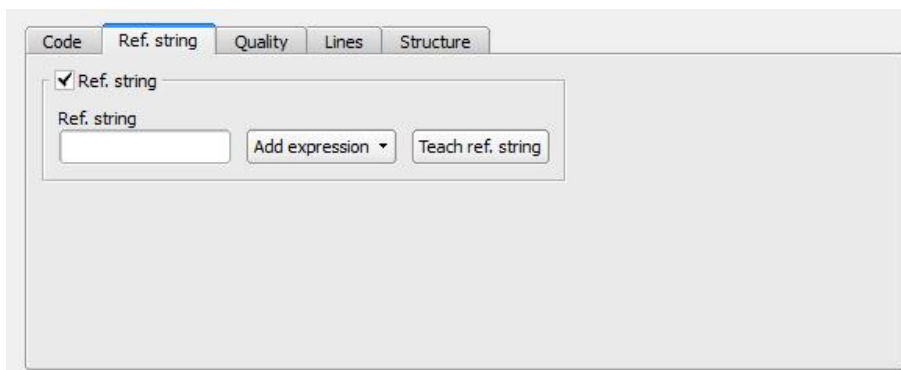 Code Ref. string Quality Lines Structure
Ref. string
Ref. string
Add expression Teach ref. string